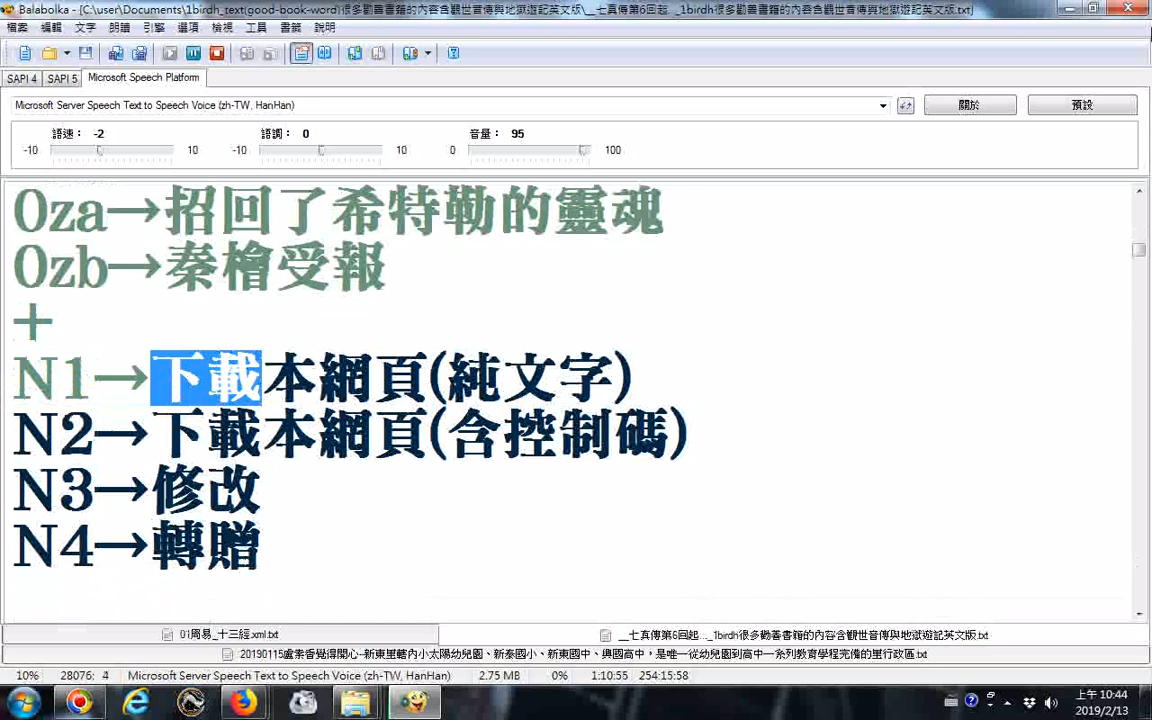 Balabolka - [C:\user\Documents\1birdh_text(good-book-word)很多勸善書籍的內容含觀世音傳與地獄遊記英文版\__七真傳第6回起..._1birdh很多勸善書籍的內容含觀世音傳與地獄遊記英文版.txt]
檔案 編輯 文字 朗讀 引擎 選項 檢視 工具 書籤 說明
SAPI 4 SAPI 5 Microsoft Speech Platform
Microsoft Server Speech Text to Speech Voice (zh-TW, HanHan) 關於 預設
語速： -2 語調： 0 音量： 95
-10 10 -10 10 0 100
Oza→招回了希特勒的靈魂
Ozb→秦檜受報
＋
N1→下載本網頁(純文字)
N2→下載本網頁(含控制碼)
N3→修改
N4→轉贈
01周易_十三經.xml.txt __七真傳第6回起..._1birdh很多勸善書籍的內容含觀世音傳與地獄遊記英文版.txt
20190115盧素香覺得開心--新東里轄內小太陽幼兒園、新泰國小、新東國中、興國高中，是唯一從幼兒園到高中一系列教育學程完備的里行政區.txt
10% 28076: 4 Microsoft Server Speech Text to Speech Voice (zh-TW, HanHan) 2.75 MB 0% 1:10:55 254:15:58
上午 10:44
2019/2/13